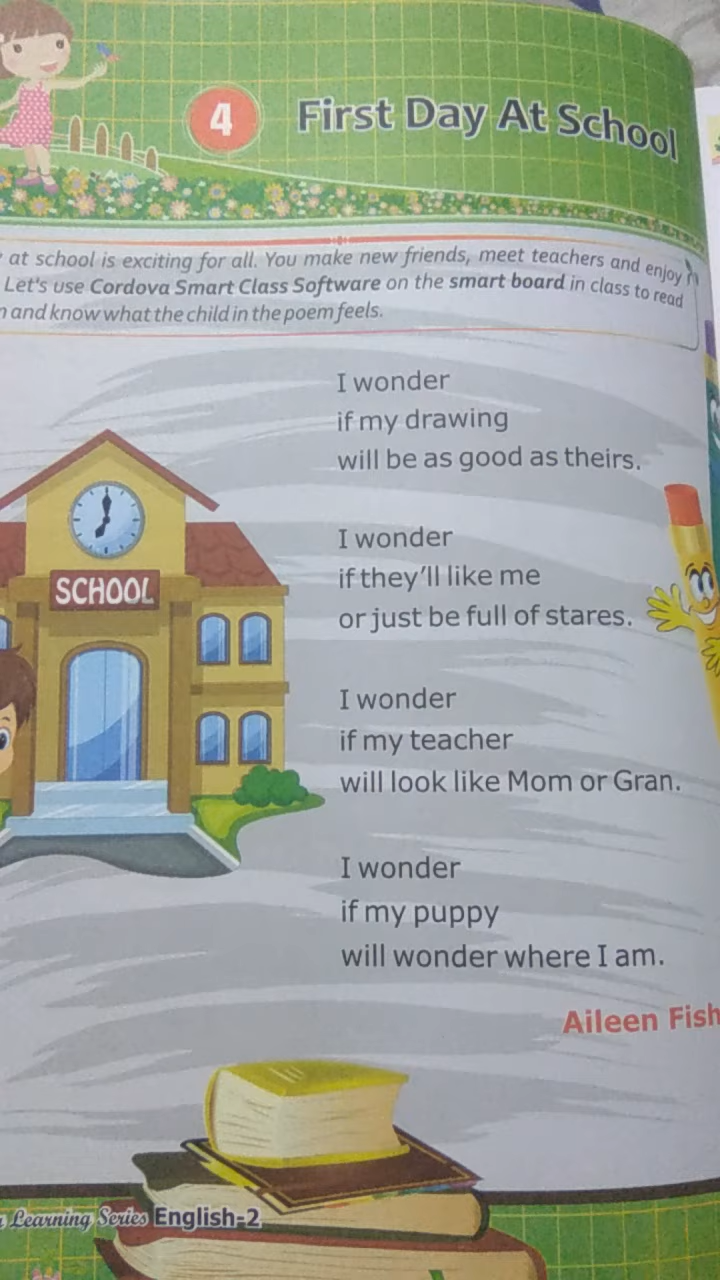 4 First Day At School
at school is exciting for all. You make new friends, meet teachers and enjoy
Let's use Cordova Smart Class Software on the smart board in class to read
and know what the child in the poem feels.
I wonder
if my drawing
will be as good as theirs.
I wonder
if they'll like me
or just be full of stares.
I wonder
if my teacher
will look like Mom or Gran.
I wonder
if my puppy
will wonder where I am.
SCHOOL
Aileen Fish
Learning Series English-2